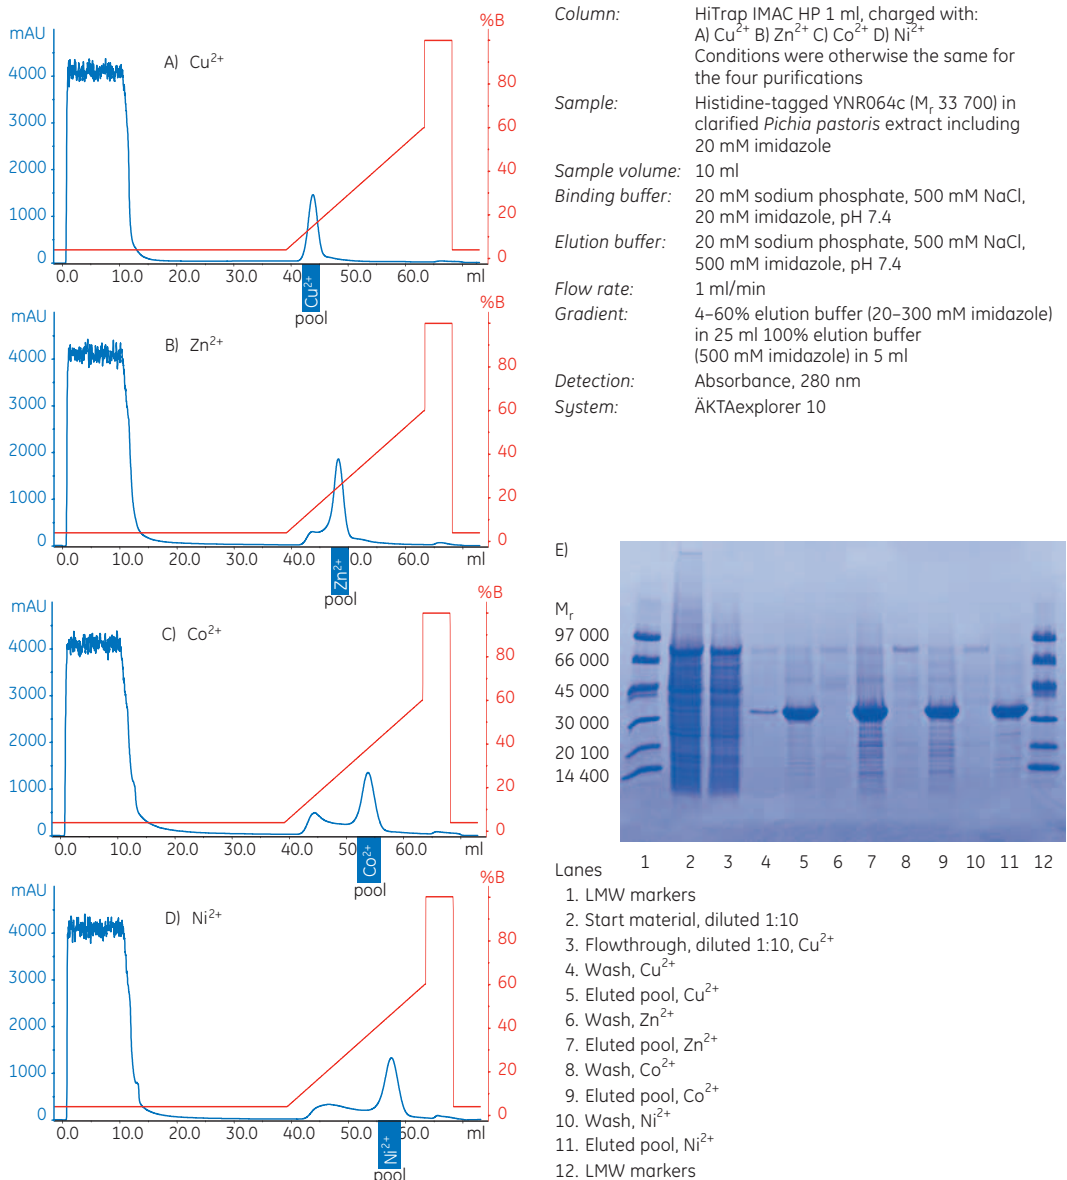 mAU
%B
A) Cu²⁺
4000
3000
2000
1000
0
80
60
40
20
0
0.0 10.0 20.0 30.0 40.0 50.0 60.0 ml
Cu²⁺
pool
mAU
%B
B) Zn²⁺
4000
3000
2000
1000
0
80
60
40
20
0
0.0 10.0 20.0 30.0 40.0 50.0 60.0 ml
Zn²⁺
pool
mAU
%B
C) Co²⁺
4000
3000
2000
1000
0
80
60
40
20
0
0.0 10.0 20.0 30.0 40.0 50.0 60.0 ml
Co²⁺
pool
mAU
%B
D) Ni²⁺
4000
3000
2000
1000
0
80
60
40
20
0
0.0 10.0 20.0 30.0 40.0 50.0 60.0 ml
Ni²⁺
pool
Column: HiTrap IMAC HP 1 ml, charged with:
A) Cu²⁺ B) Zn²⁺ C) Co²⁺ D) Ni²⁺
Conditions were otherwise the same for
the four purifications
Sample: Histidine-tagged YNR064c (Mr 33 700) in
clarified Pichia pastoris extract including
20 mM imidazole
Sample volume: 10 ml
Binding buffer: 20 mM sodium phosphate, 500 mM NaCl,
20 mM imidazole, pH 7.4
Elution buffer: 20 mM sodium phosphate, 500 mM NaCl,
500 mM imidazole, pH 7.4
Flow rate: 1 ml/min
Gradient: 4–60% elution buffer (20–300 mM imidazole)
in 25 ml 100% elution buffer
(500 mM imidazole) in 5 ml
Detection: Absorbance, 280 nm
System: ÄKTAexplorer 10
E)
Mr
97 000
66 000
45 000
30 000
20 100
14 400
Lanes 1 2 3 4 5 6 7 8 9 10 11 12
1. LMW markers
2. Start material, diluted 1:10
3. Flowthrough, diluted 1:10, Cu²⁺
4. Wash, Cu²⁺
5. Eluted pool, Cu²⁺
6. Wash, Zn²⁺
7. Eluted pool, Zn²⁺
8. Wash, Co²⁺
9. Eluted pool, Co²⁺
10. Wash, Ni²⁺
11. Eluted pool, Ni²⁺
12. LMW markers